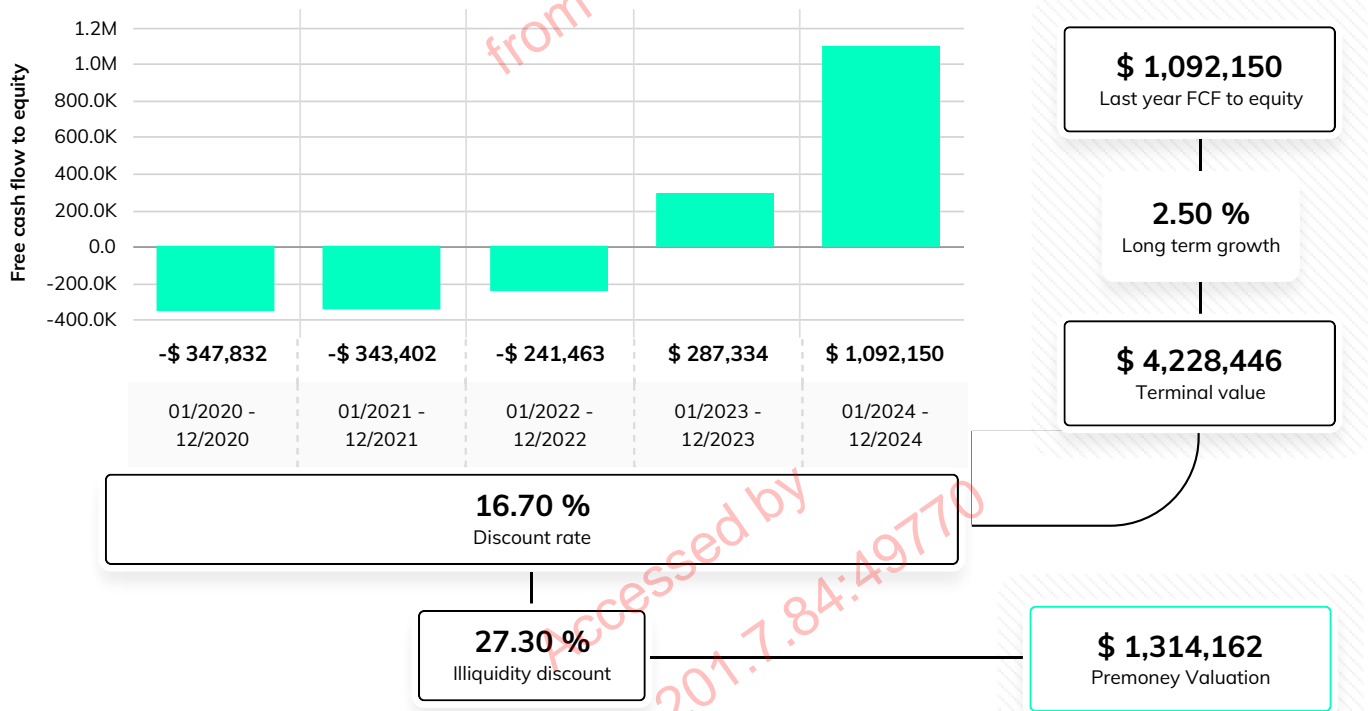 Free cash flow to equity
1.2M
1.0M
800.0K
600.0K
400.0K
200.0K
0.0
-200.0K
-400.0K
-$ 347,832
-$ 343,402
-$ 241,463
$ 287,334
$ 1,092,150
01/2020 -
12/2020
01/2021 -
12/2021
01/2022 -
12/2022
01/2023 -
12/2023
01/2024 -
12/2024
16.70 %
Discount rate
27.30 %
Illiquidity discount
$ 1,092,150
Last year FCF to equity
2.50 %
Long term growth
$ 4,228,446
Terminal value
$ 1,314,162
Premoney Valuation
Accessed by
from
201.7.84:49770